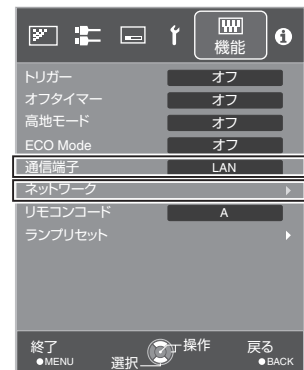 機能
トリガー オフ
オフタイマー オフ
高地モード オフ
ECO Mode オフ
通信端子 LAN
ネットワーク
リモコンコード A
ランプリセット
終了 操作 戻る
●MENU 選択 ●BACK